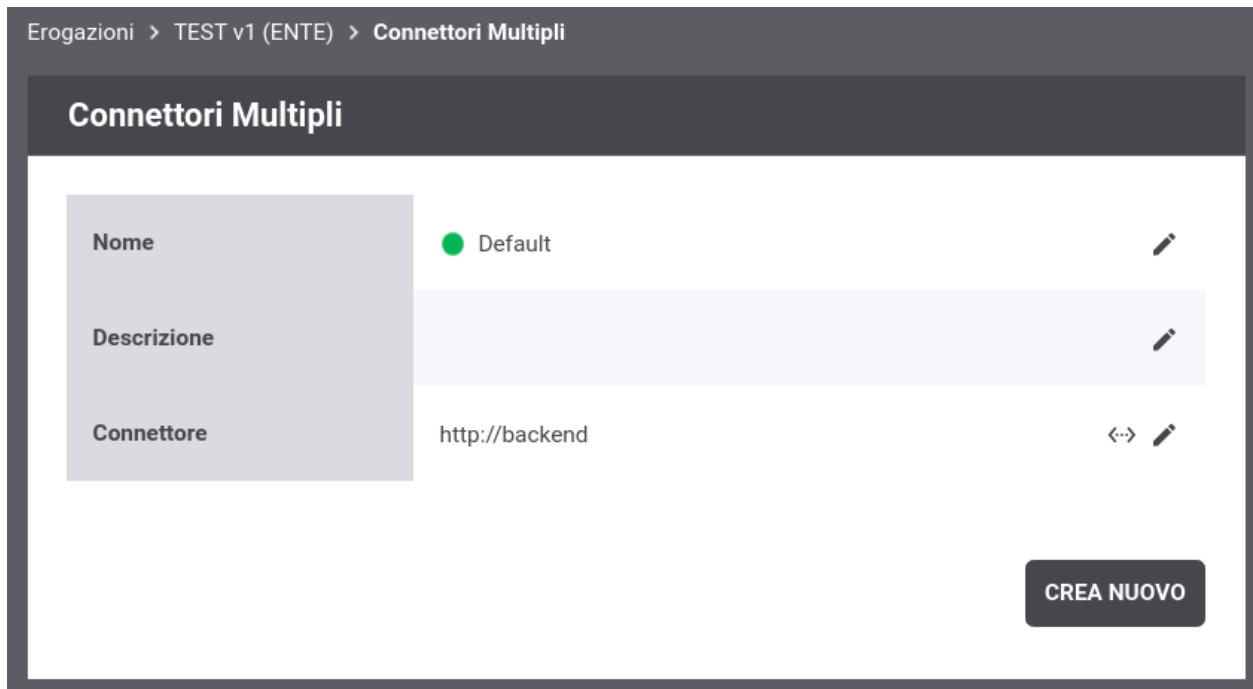 Erogazioni > TEST v1 (ENTE) > Connettori Multipli
Connettori Multipli
Nome Default
Descrizione
Connettore http://backend
CREA NUOVO